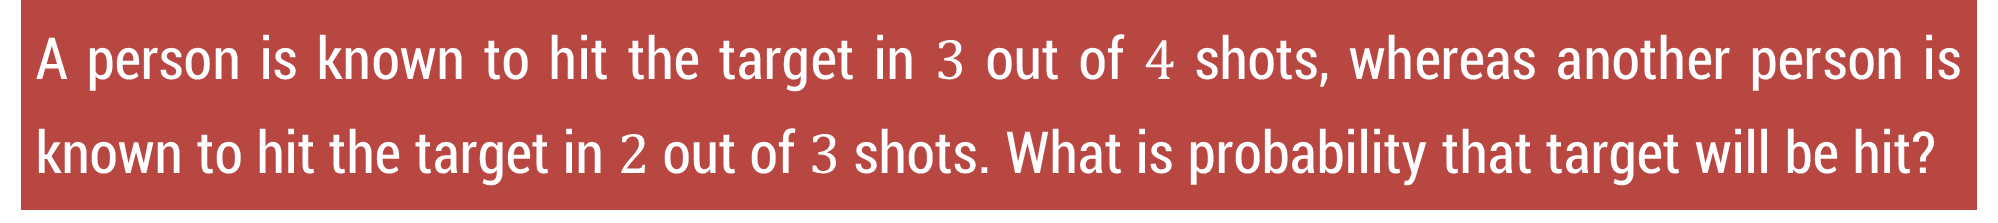 A person is known to hit the target in 3 out of 4 shots, whereas another person is
known to hit the target in 2 out of 3 shots. What is probability that target will be hit?